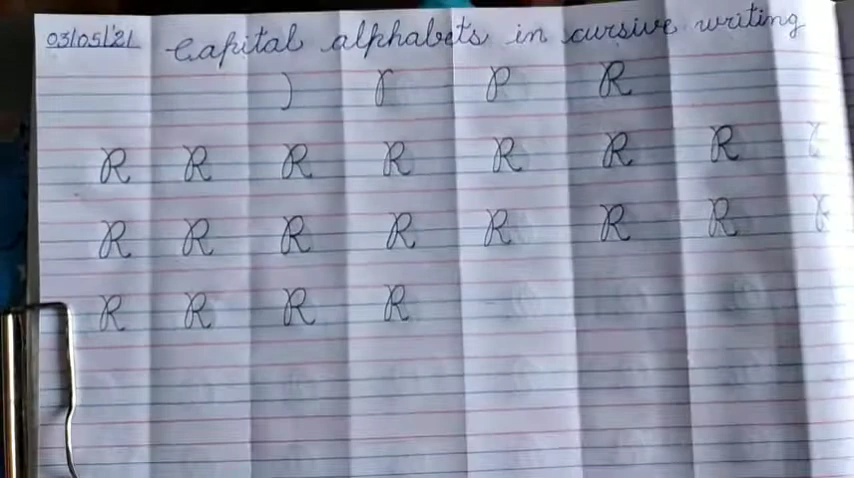 03/05/'21 Capital alphabets in cursive writing
) r P R
R R R R R R R
R R R R R R R
R R R R